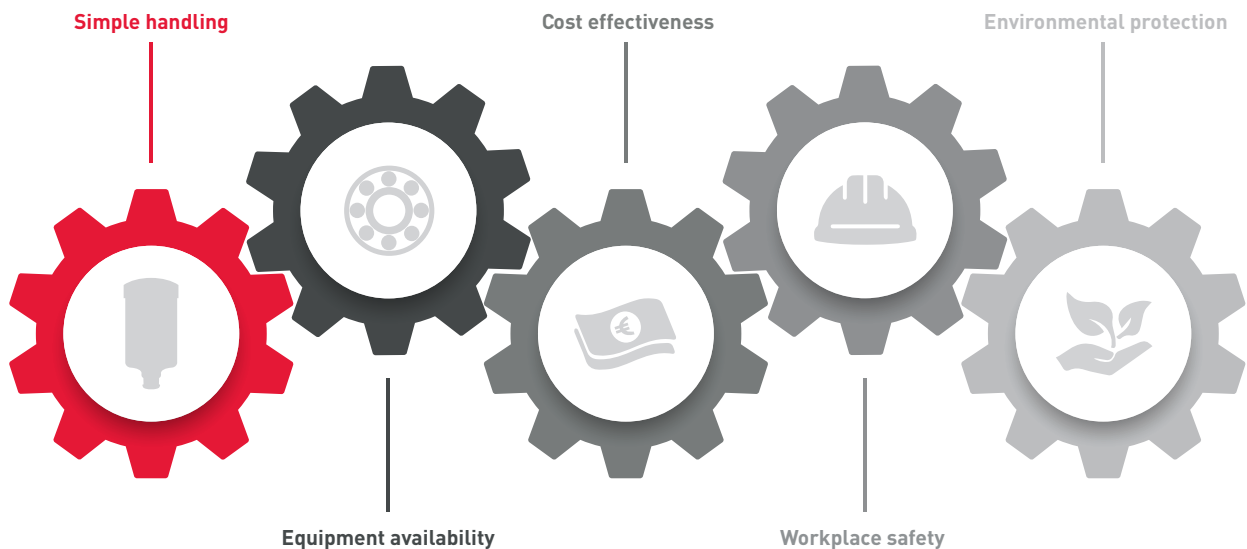 Simple handling
Cost effectiveness
Environmental protection
€
Equipment availability
Workplace safety